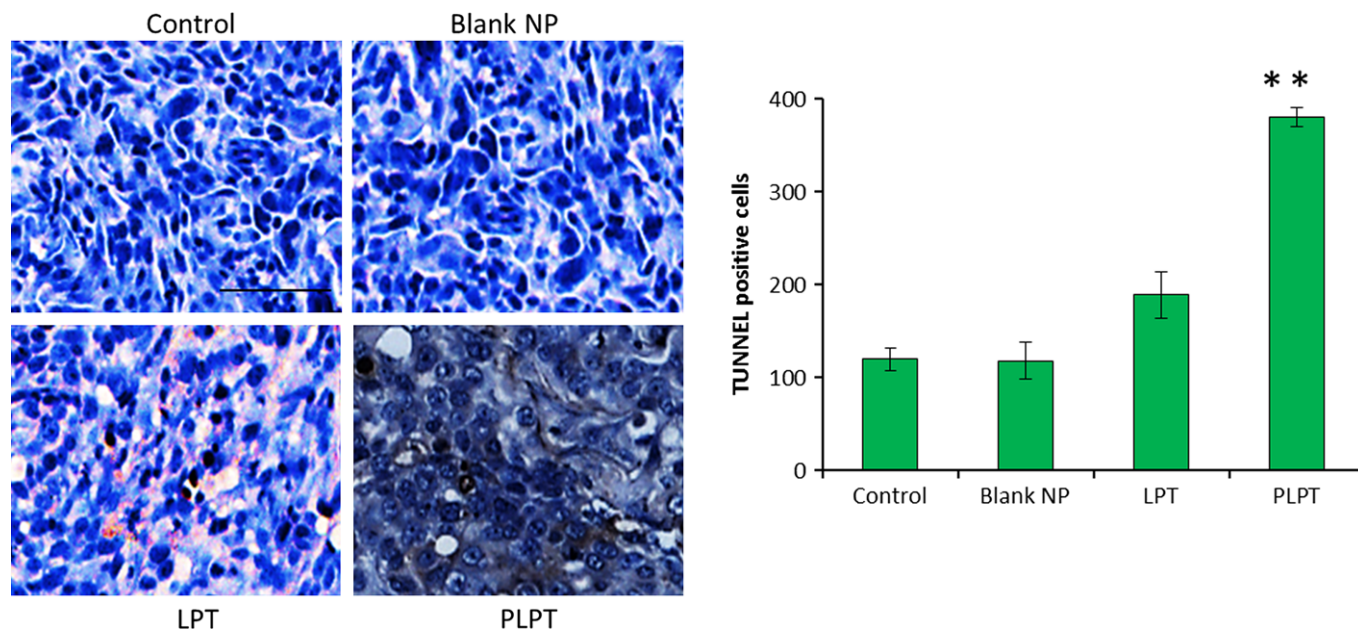 Control Blank NP
LPT PLPT
TUNNEL positive cells
* *
400
300
200
100
0
Control Blank NP LPT PLPT